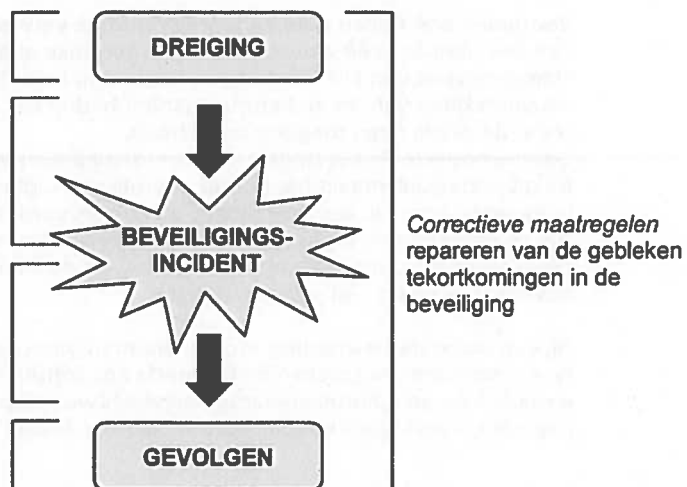 DREIGING
BEVEILIGINGS-
INCIDENT
Correctieve maatregelen
repareren van de gebleken
tekortkomingen in de
beveiliging
GEVOLGEN